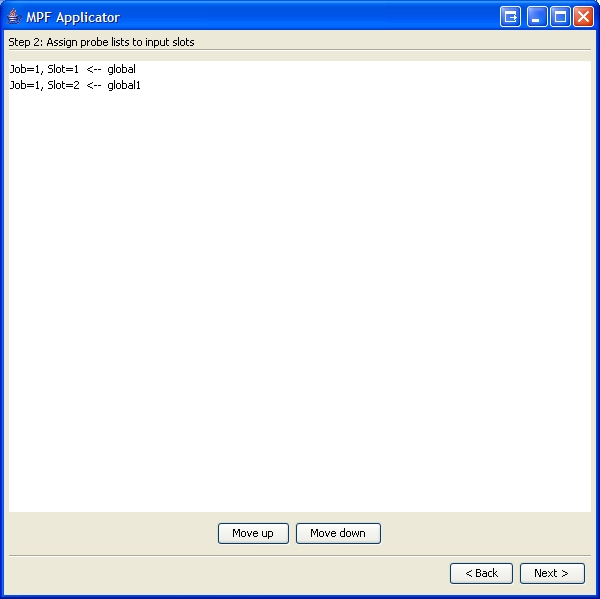 MPF Applicator
Step 2: Assign probe lists to input slots
Job=1, Slot=1 <-- global
Job=1, Slot=2 <-- global1
Move up Move down
< Back Next >